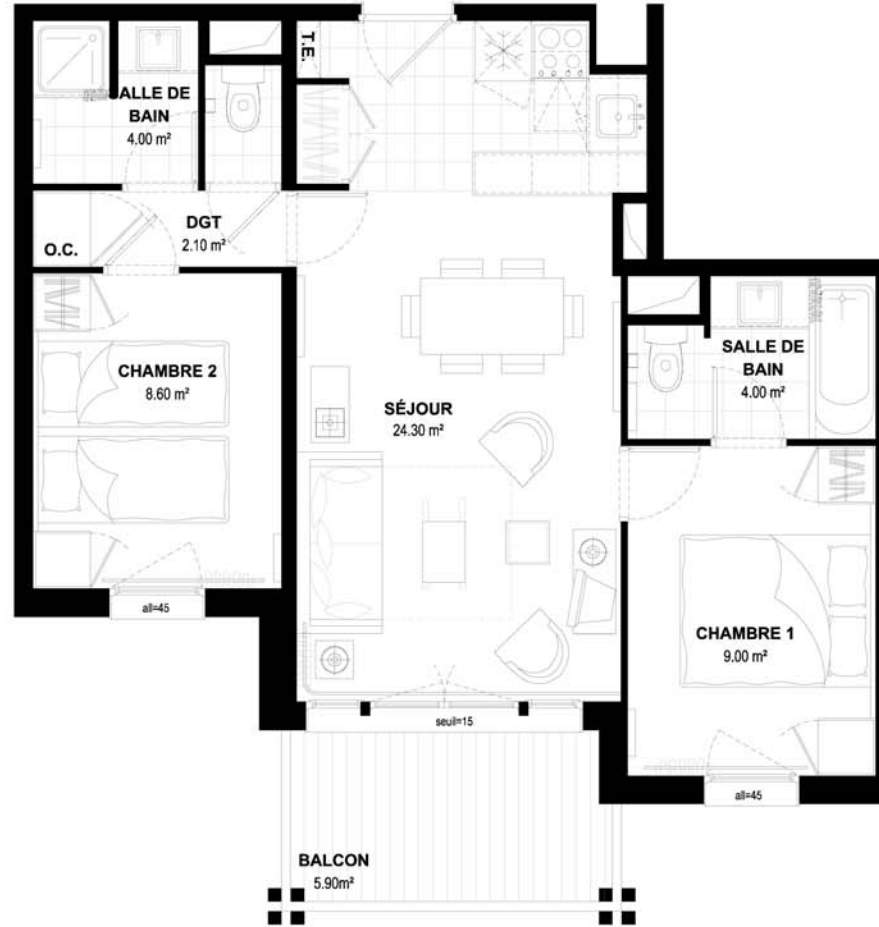 T.E.
SALLE DE
BAIN
4.00 m²
DGT
2.10 m²
O.C.
CHAMBRE 2
8.60 m²
SÉJOUR
24.30 m²
SALLE DE
BAIN
4.00 m²
CHAMBRE 1
9.00 m²
all=45
seuil=15
all=45
BALCON
5.90m²